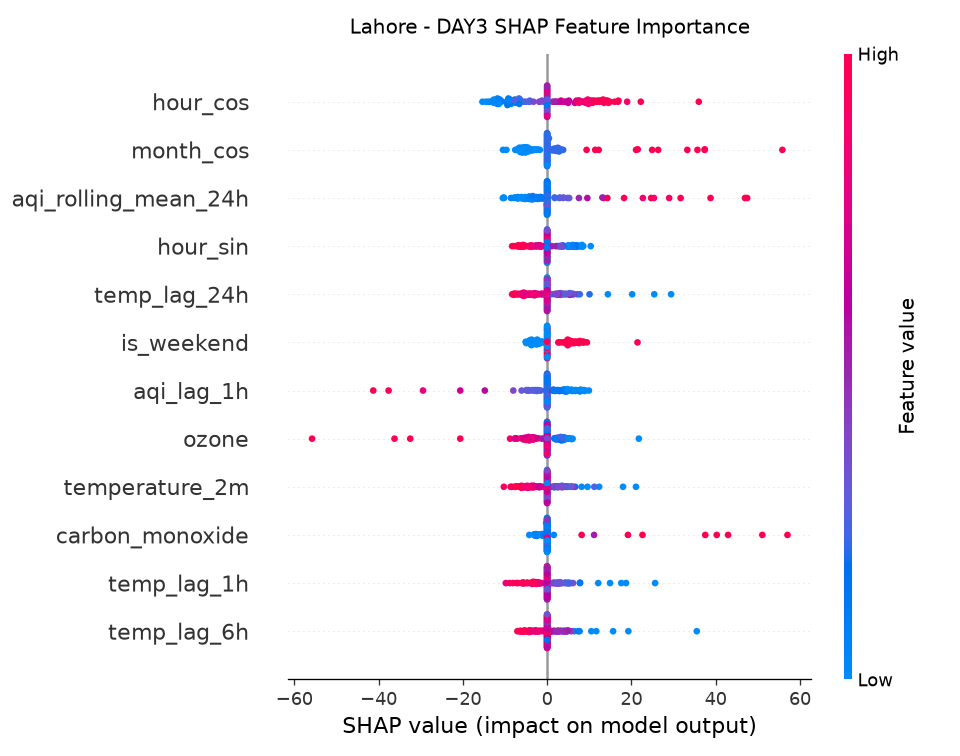 Lahore - DAY3 SHAP Feature Importance
High
hour_cos
month_cos
aqi_rolling_mean_24h
hour_sin
temp_lag_24h
is_weekend
aqi_lag_1h
ozone
temperature_2m
carbon_monoxide
temp_lag_1h
temp_lag_6h
Feature value
Low
−60 −40 −20 0 20 40 60
SHAP value (impact on model output)